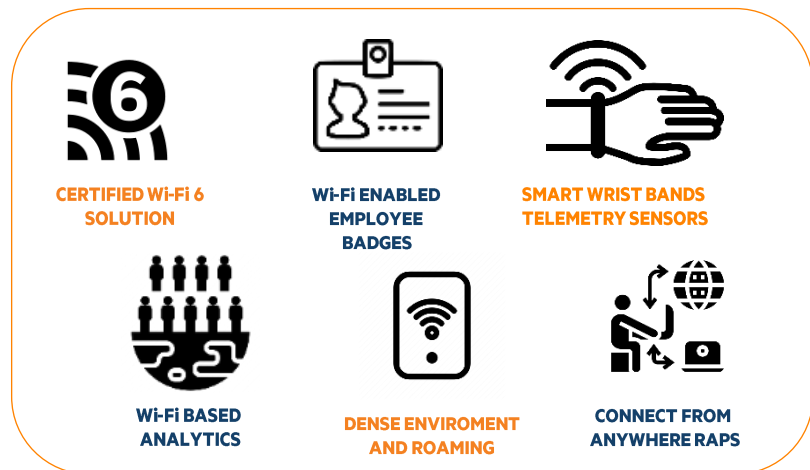 6
CERTIFIED Wi-Fi 6
SOLUTION
Wi-Fi ENABLED
EMPLOYEE
BADGES
SMART WRIST BANDS
TELEMETRY SENSORS
Wi-Fi BASED
ANALYTICS
DENSE ENVIROMENT
AND ROAMING
CONNECT FROM
ANYWHERE RAPS